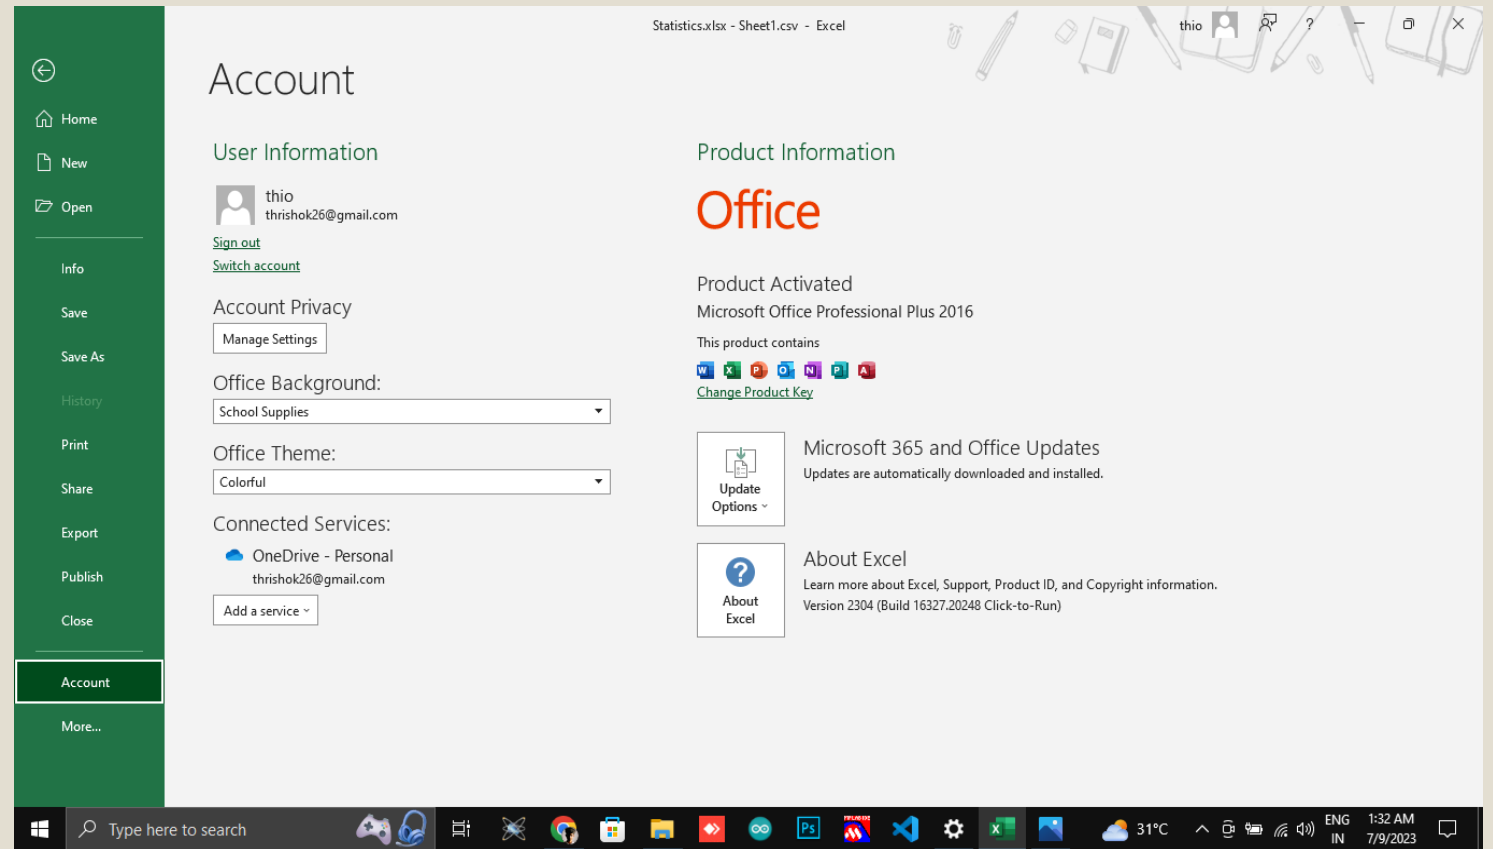 Statistics.xlsx - Sheet1.csv - Excel
thio
?
Account
Home
New
Open
Info
Save
Save As
History
Print
Share
Export
Publish
Close
Account
More...
User Information
thio
thrishok26@gmail.com
Sign out
Switch account
Account Privacy
Manage Settings
Office Background:
School Supplies
Office Theme:
Colorful
Connected Services:
OneDrive - Personal
thrishok26@gmail.com
Add a service
Product Information
Office
Product Activated
Microsoft Office Professional Plus 2016
This product contains
W X P O N P A
Change Product Key
Update
Options
Microsoft 365 and Office Updates
Updates are automatically downloaded and installed.
?
About
Excel
About Excel
Learn more about Excel, Support, Product ID, and Copyright information.
Version 2304 (Build 16327.20248 Click-to-Run)
Type here to search
Ps
X
31°C
ENG
IN
1:32 AM
7/9/2023